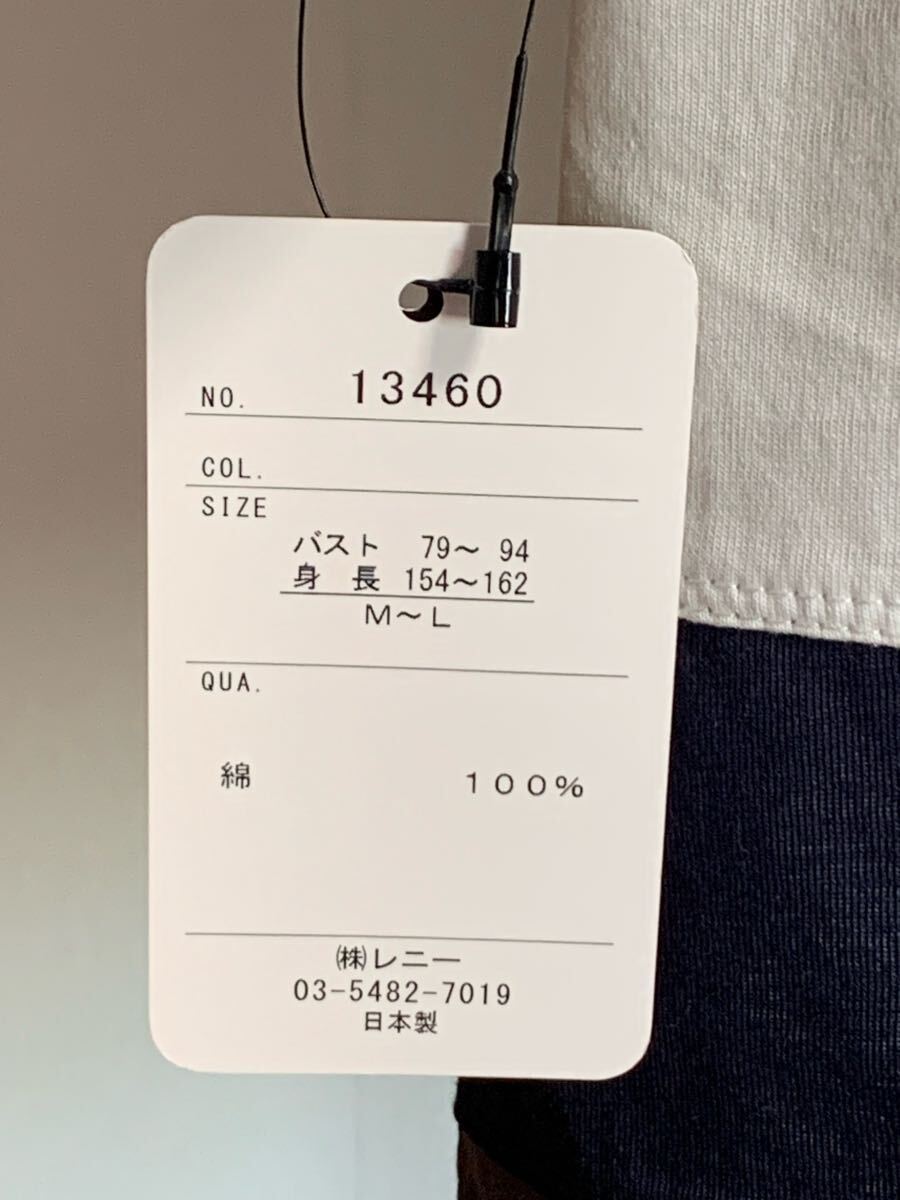 NO. 13460
COL.
SIZE
バスト 79～ 94
身 長 154～162
M～L
QUA.
綿 100%
㈱レニー
03-5482-7019
日本製